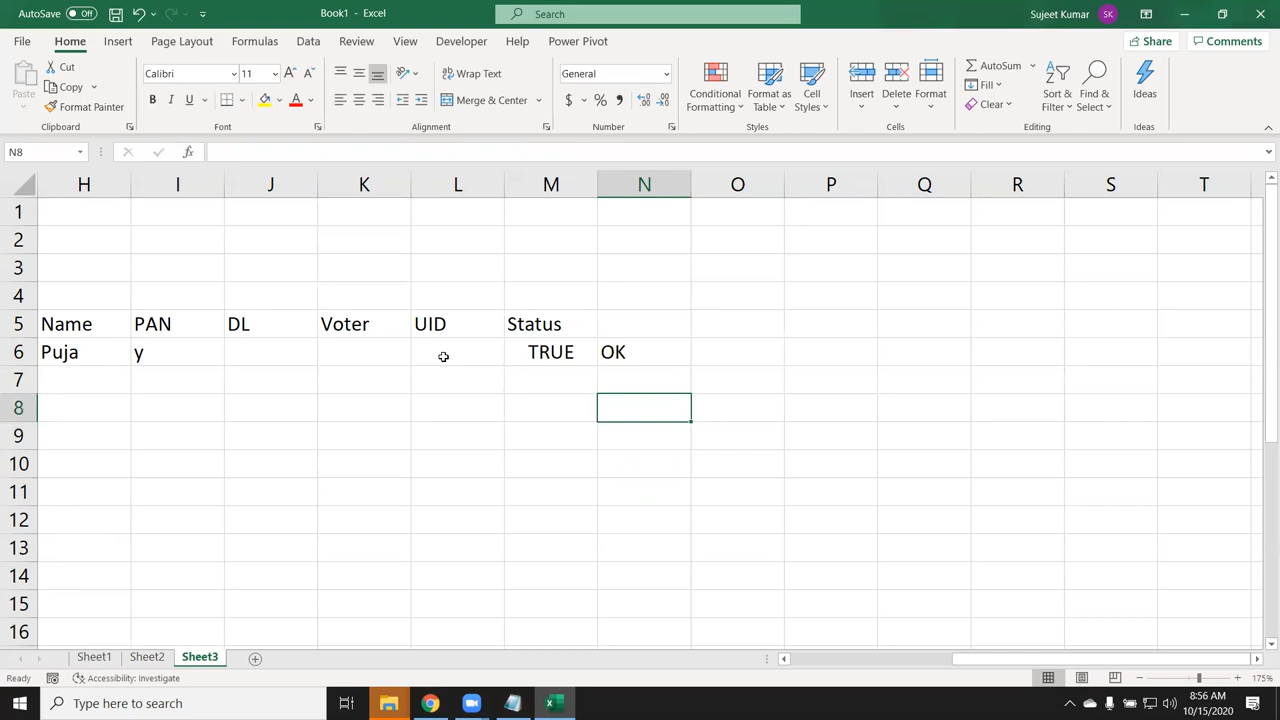 AutoSave Off Book1 - Excel Search Sujeet Kumar SK
File Home Insert Page Layout Formulas Data Review View Developer Help Power Pivot Share Comments
Paste Cut Copy Format Painter Clipboard
Calibri 11 B I U Font
Wrap Text Merge & Center Alignment
General $ % Number
Conditional Formatting Format as Table Cell Styles Styles
Insert Delete Format Cells
AutoSum Fill Clear Sort & Filter Find & Select Editing
Ideas Ideas
N8 fx
H I J K L M N O P Q R S T
1
2
3
4
5 Name PAN DL Voter UID Status
6 Puja y TRUE OK
7
8
9
10
11
12
13
14
15
16
Sheet1 Sheet2 Sheet3
Ready Accessibility: Investigate 175%
Type here to search 8:56 AM
10/15/2020